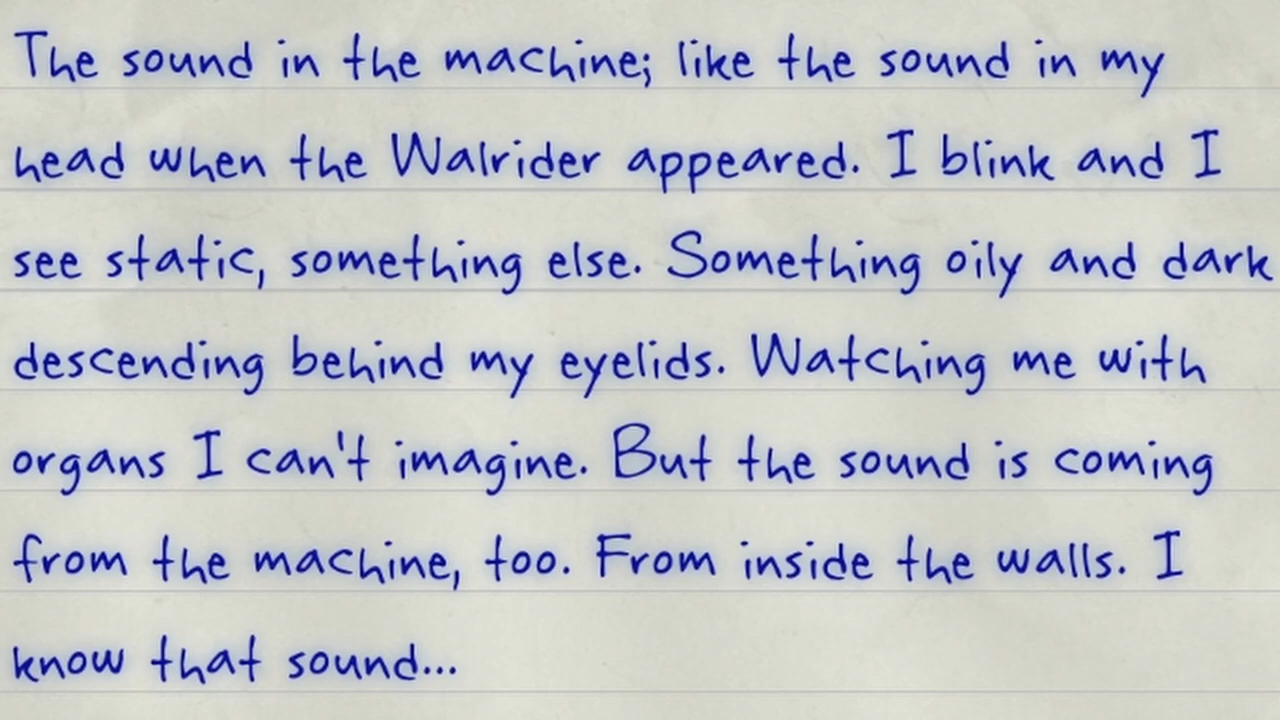 The sound in the machine; like the sound in my
head when the Walrider appeared. I blink and I
see static, something else. Something oily and dark
descending behind my eyelids. Watching me with
organs I can't imagine. But the sound is coming
from the machine, too. From inside the walls. I
know that sound...